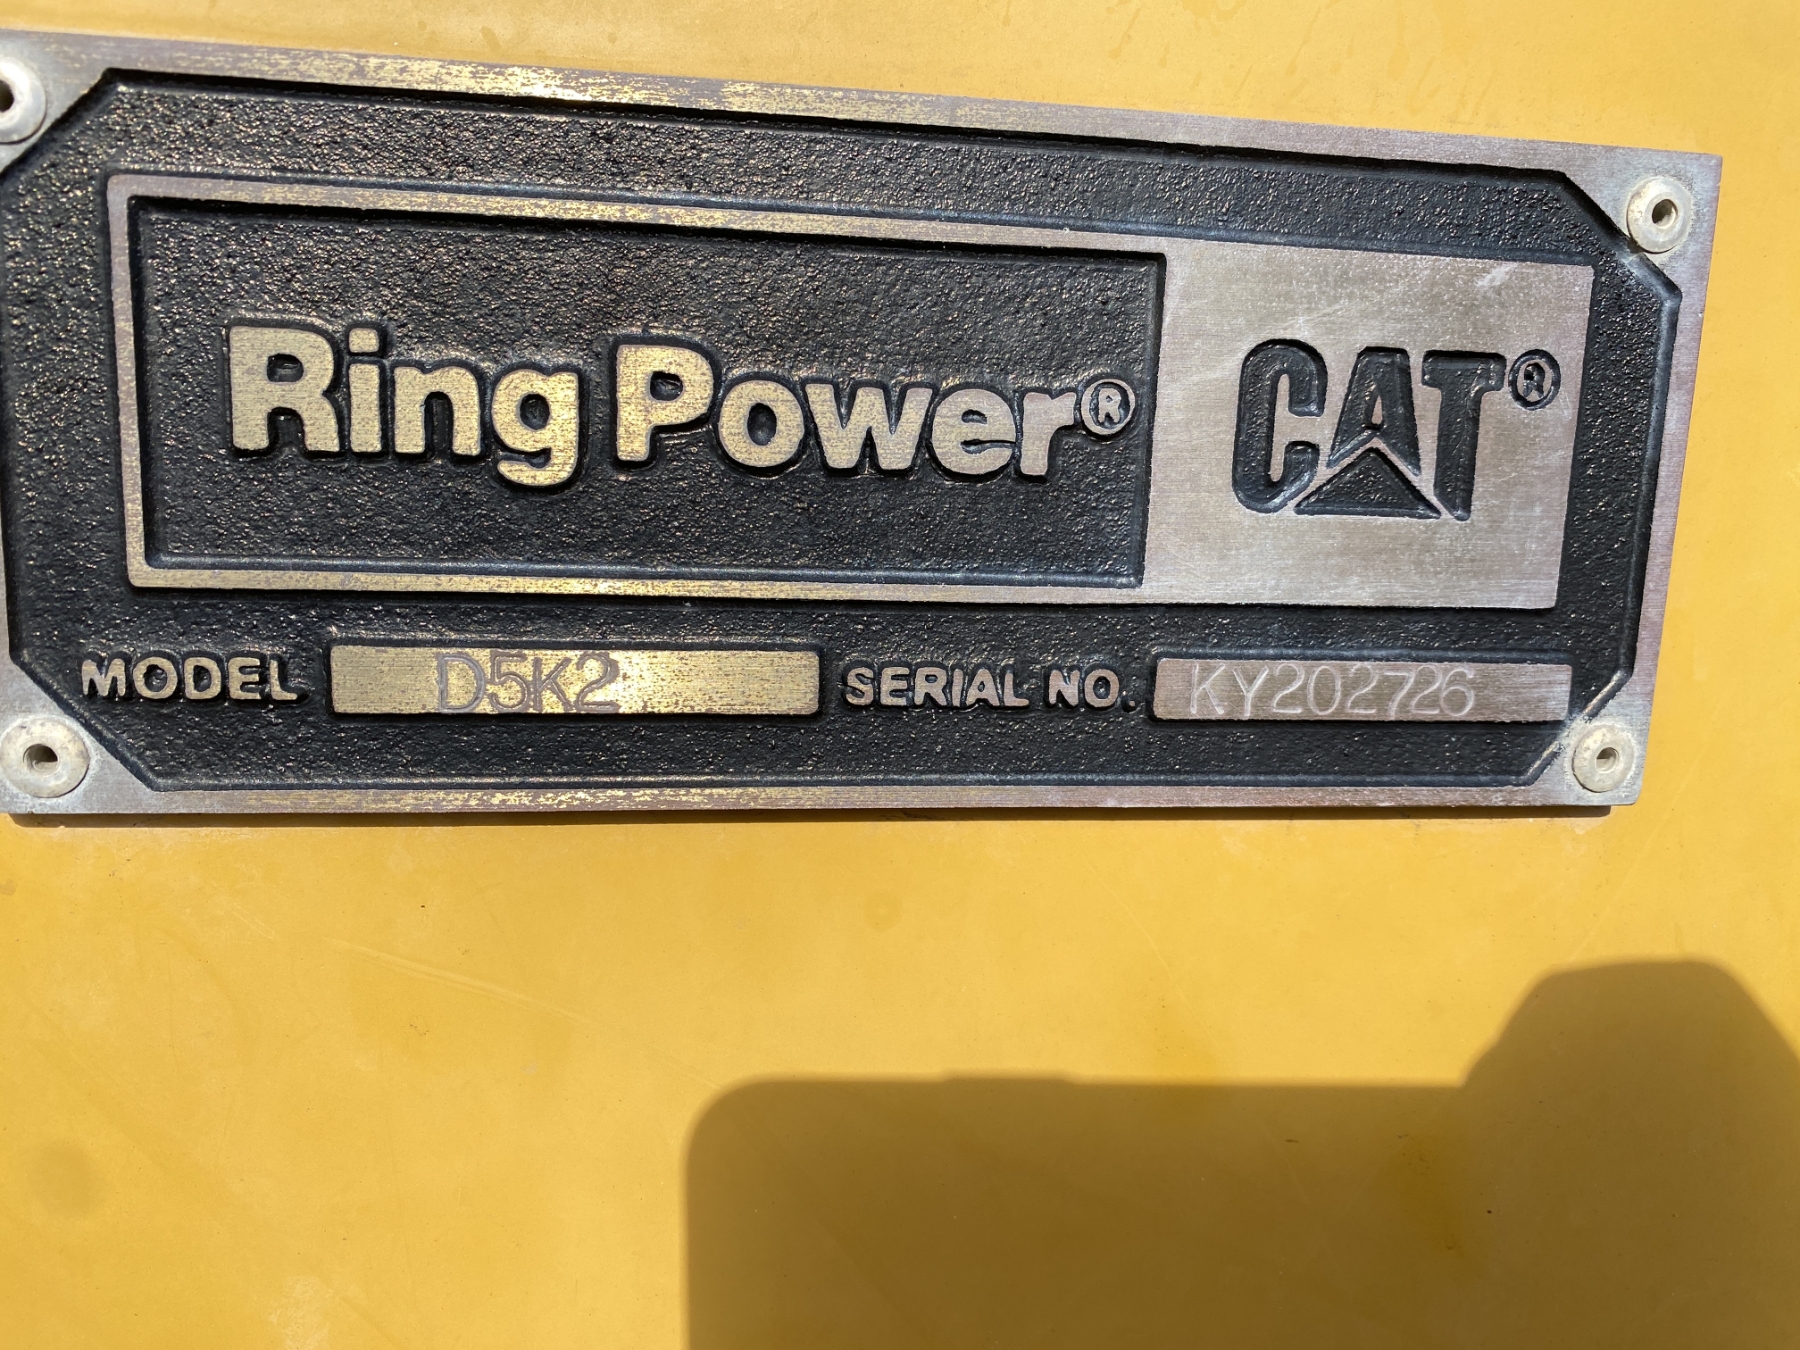 Ring Power® CAT®
MODEL D5K2 SERIAL NO. KY202726